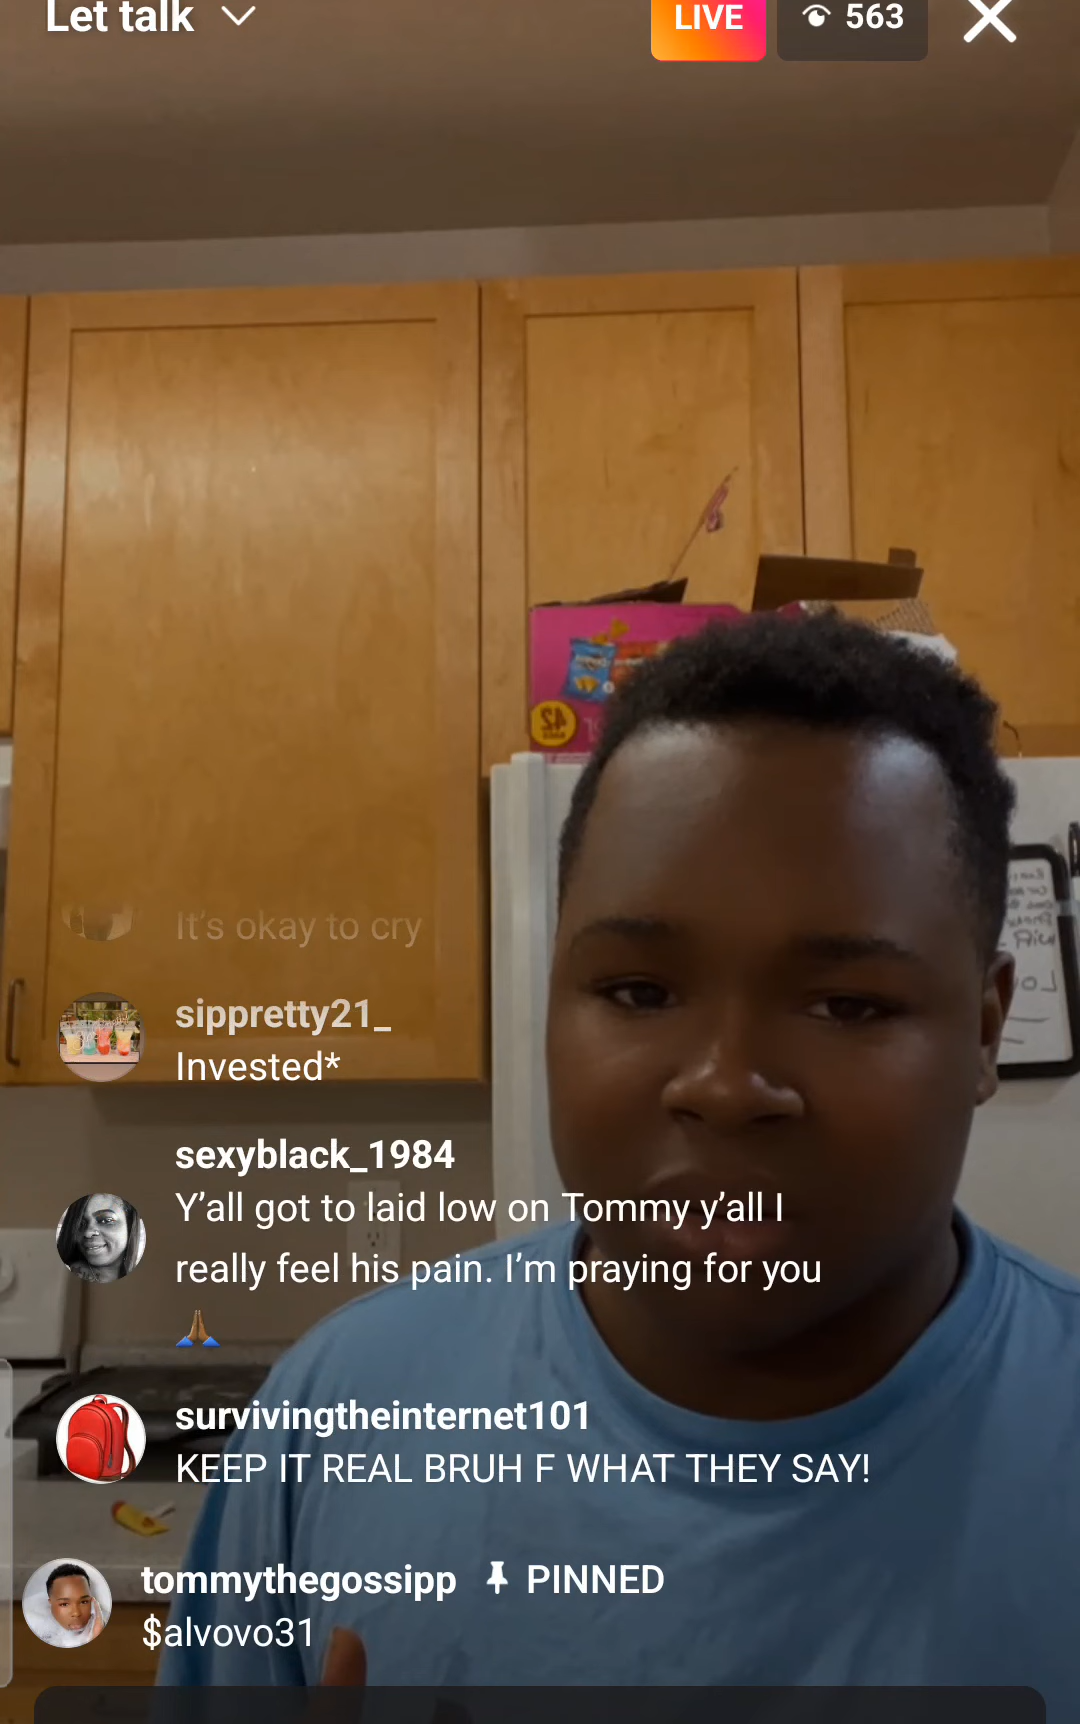 Let talk
LIVE
563
It's okay to cry
sippretty21_
Invested*
sexyblack_1984
Y'all got to laid low on Tommy y'all I
really feel his pain. I'm praying for you
🙏🏾
survivingtheinternet101
KEEP IT REAL BRUH F WHAT THEY SAY!
tommythegossipp PINNED
$alvovo31
42